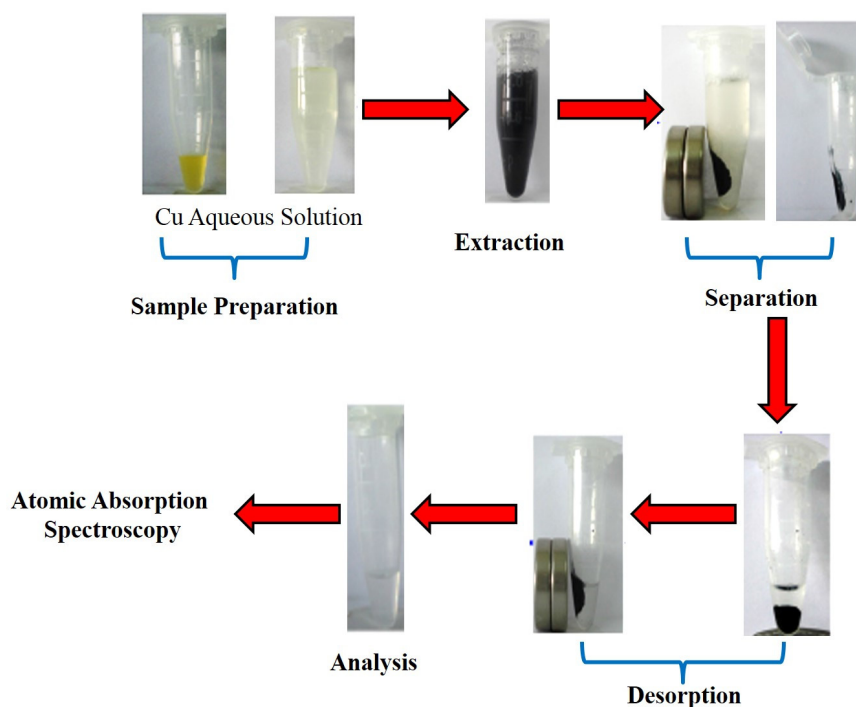 Cu Aqueous Solution
Sample Preparation
Extraction
Separation
Atomic Absorption
Spectroscopy
Analysis
Desorption